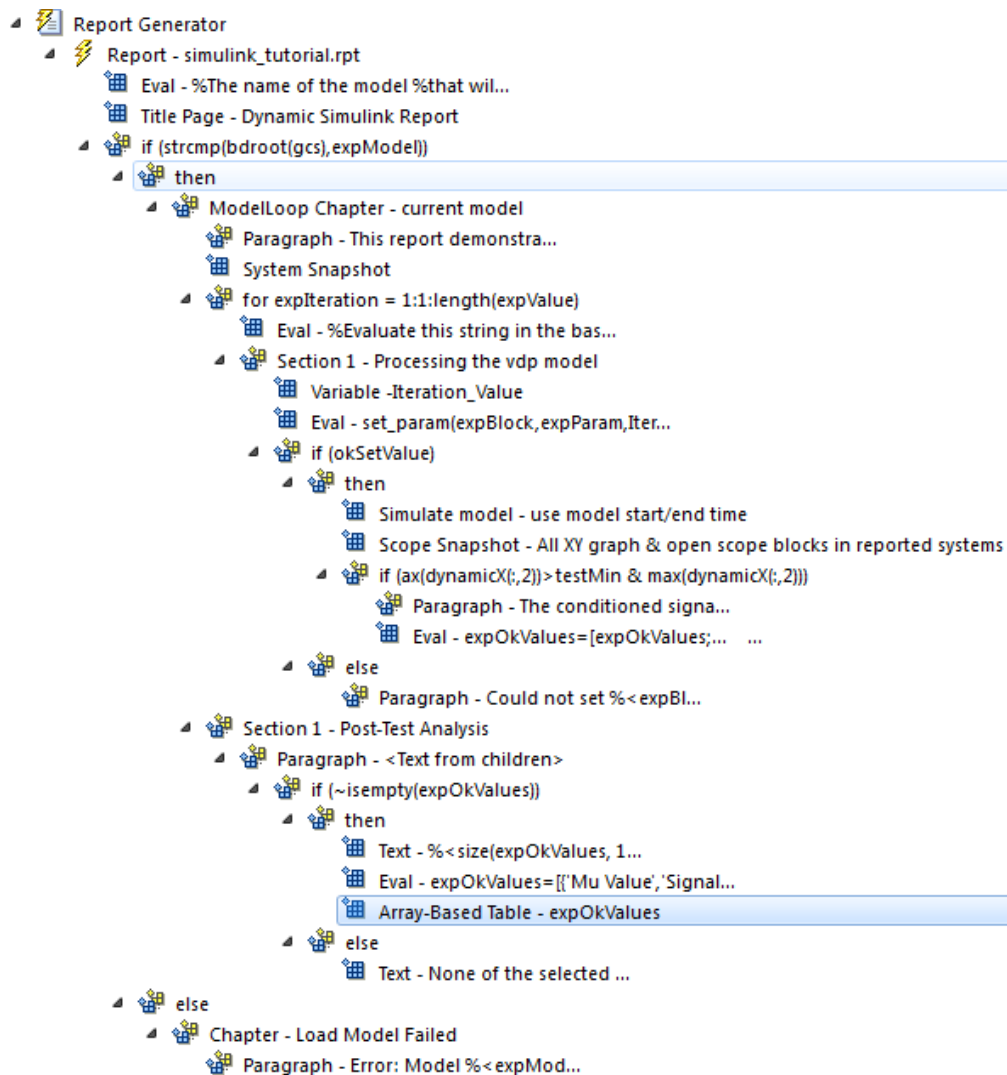 Report Generator
Report - simulink_tutorial.rpt
Eval - %The name of the model %that wil...
Title Page - Dynamic Simulink Report
if (strcmp(bdroot(gcs),expModel))
then
ModelLoop Chapter - current model
Paragraph - This report demonstra...
System Snapshot
for expIteration = 1:1:length(expValue)
Eval - %Evaluate this string in the bas...
Section 1 - Processing the vdp model
Variable -Iteration_Value
Eval - set_param(expBlock,expParam,Iter...
if (okSetValue)
then
Simulate model - use model start/end time
Scope Snapshot - All XY graph & open scope blocks in reported systems
if (ax(dynamicX(:,2))>testMin & max(dynamicX(:,2)))
Paragraph - The conditioned signa...
Eval - expOkValues=[expOkValues;... ...
else
Paragraph - Could not set %<expBl...
Section 1 - Post-Test Analysis
Paragraph - <Text from children>
if (~isempty(expOkValues))
then
Text - %<size(expOkValues, 1...
Eval - expOkValues=[{'Mu Value','Signal...
Array-Based Table - expOkValues
else
Text - None of the selected ...
else
Chapter - Load Model Failed
Paragraph - Error: Model %<expMod...